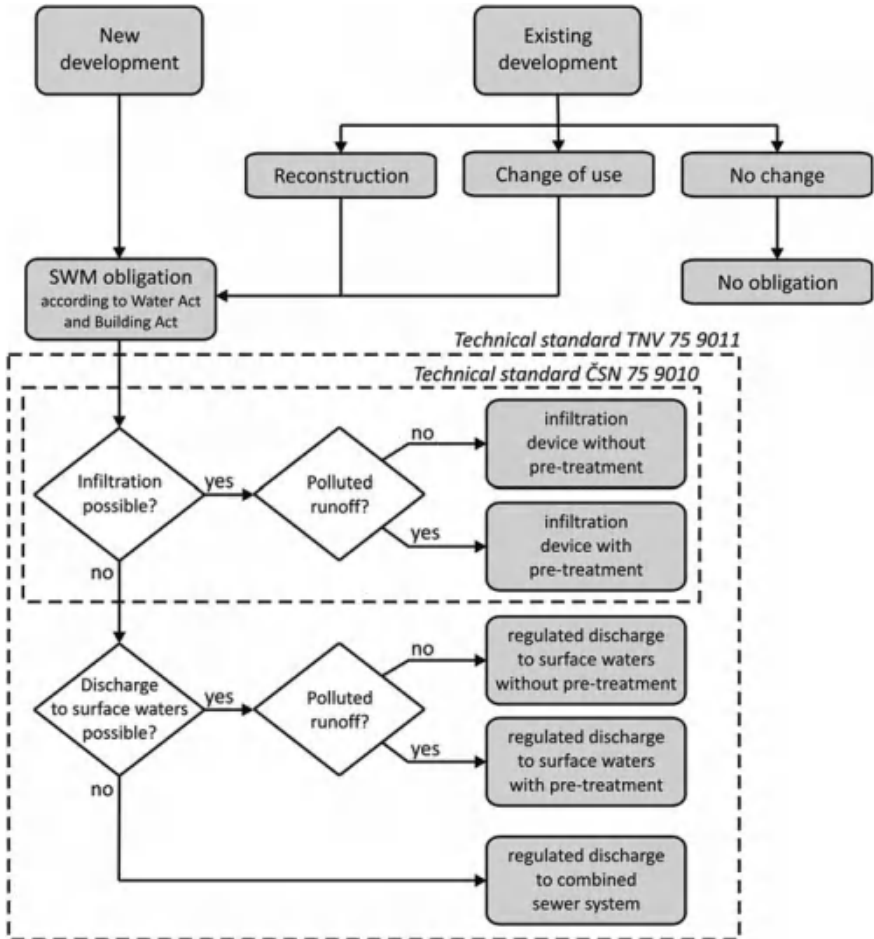 New
development
Existing
development
Reconstruction
Change of use
No change
SWM obligation
according to Water Act
and Building Act
No obligation
Technical standard TNV 75 9011
Technical standard ČSN 75 9010
Infiltration
possible?
yes
no
Polluted
runoff?
no
yes
infiltration
device without
pre-treatment
infiltration
device with
pre-treatment
Discharge
to surface waters
possible?
yes
no
Polluted
runoff?
no
yes
regulated discharge
to surface waters
without pre-treatment
regulated discharge
to surface waters
with pre-treatment
regulated discharge
to combined
sewer system